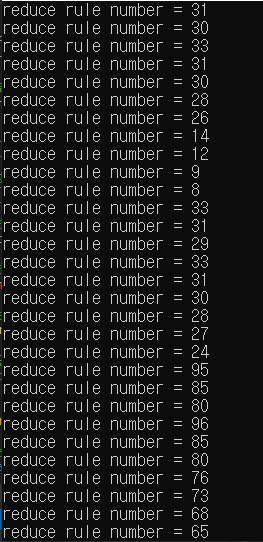 reduce rule number = 31
reduce rule number = 30
reduce rule number = 33
reduce rule number = 31
reduce rule number = 30
reduce rule number = 28
reduce rule number = 26
reduce rule number = 14
reduce rule number = 12
reduce rule number = 9
reduce rule number = 8
reduce rule number = 33
reduce rule number = 31
reduce rule number = 29
reduce rule number = 33
reduce rule number = 31
reduce rule number = 30
reduce rule number = 28
reduce rule number = 27
reduce rule number = 24
reduce rule number = 95
reduce rule number = 85
reduce rule number = 80
reduce rule number = 96
reduce rule number = 85
reduce rule number = 80
reduce rule number = 76
reduce rule number = 73
reduce rule number = 68
reduce rule number = 65